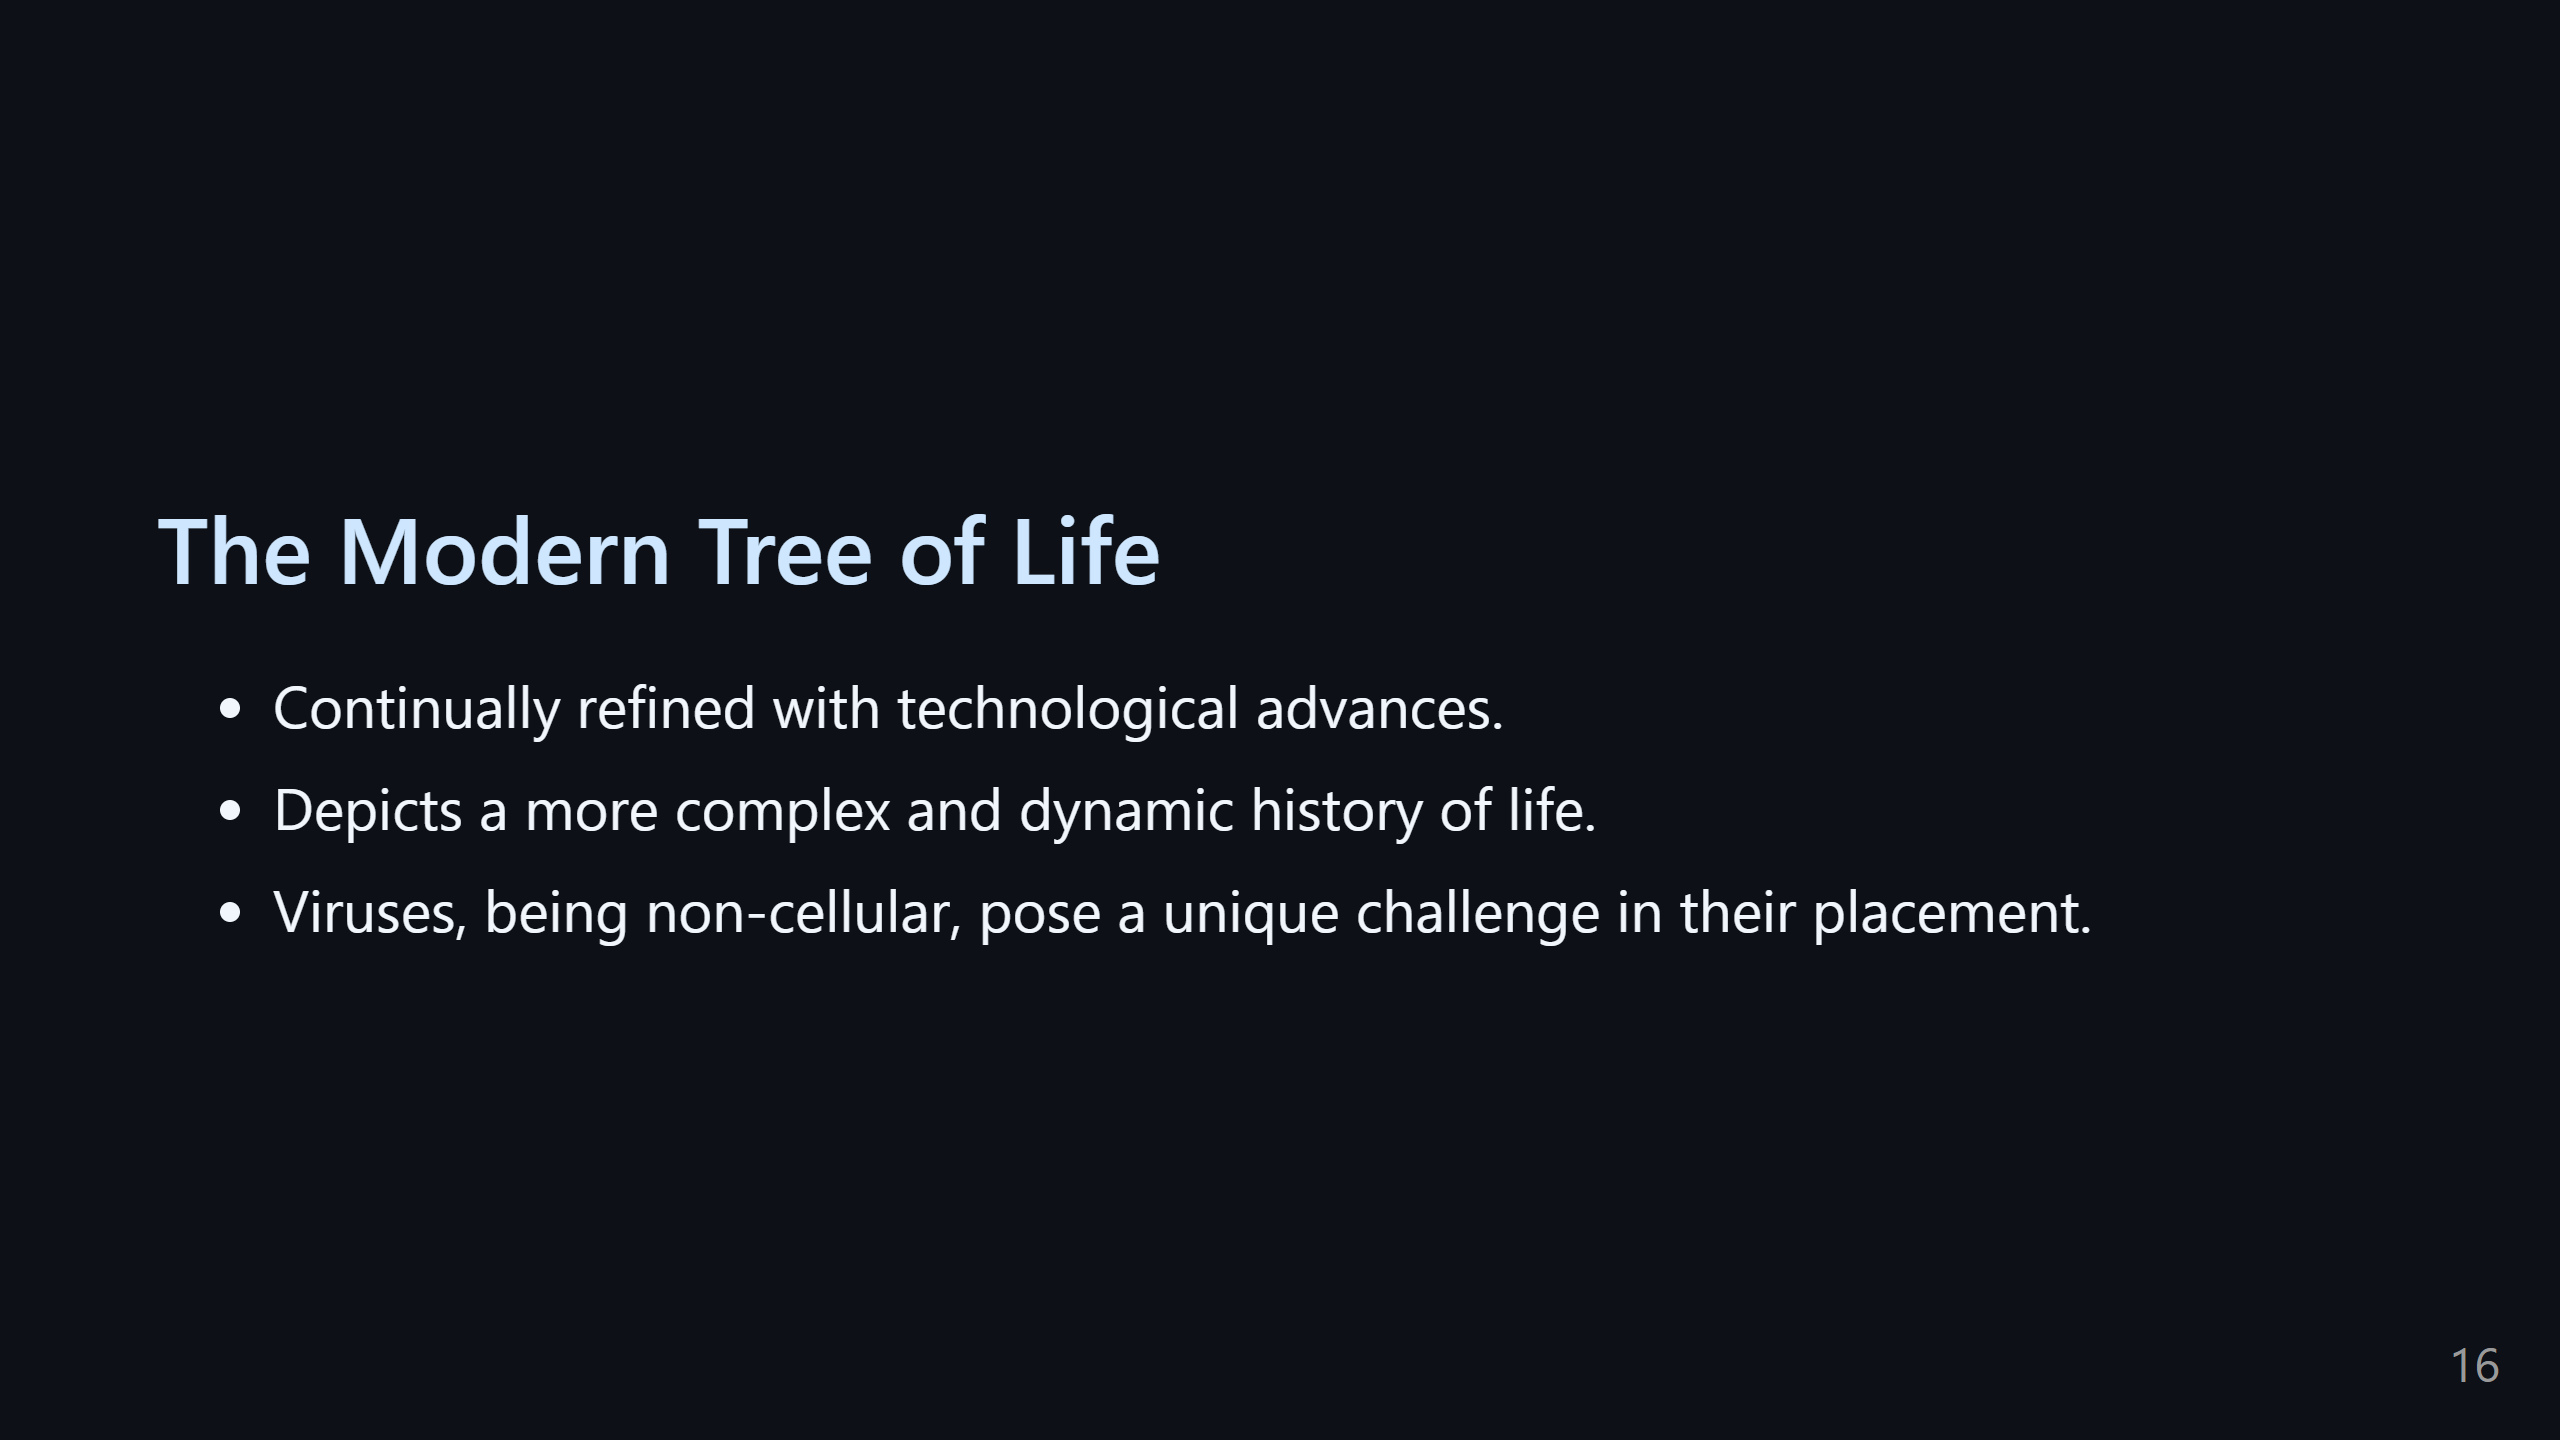 The Modern Tree of Life
• Continually refined with technological advances.
• Depicts a more complex and dynamic history of life.
• Viruses, being non-cellular, pose a unique challenge in their placement.
16